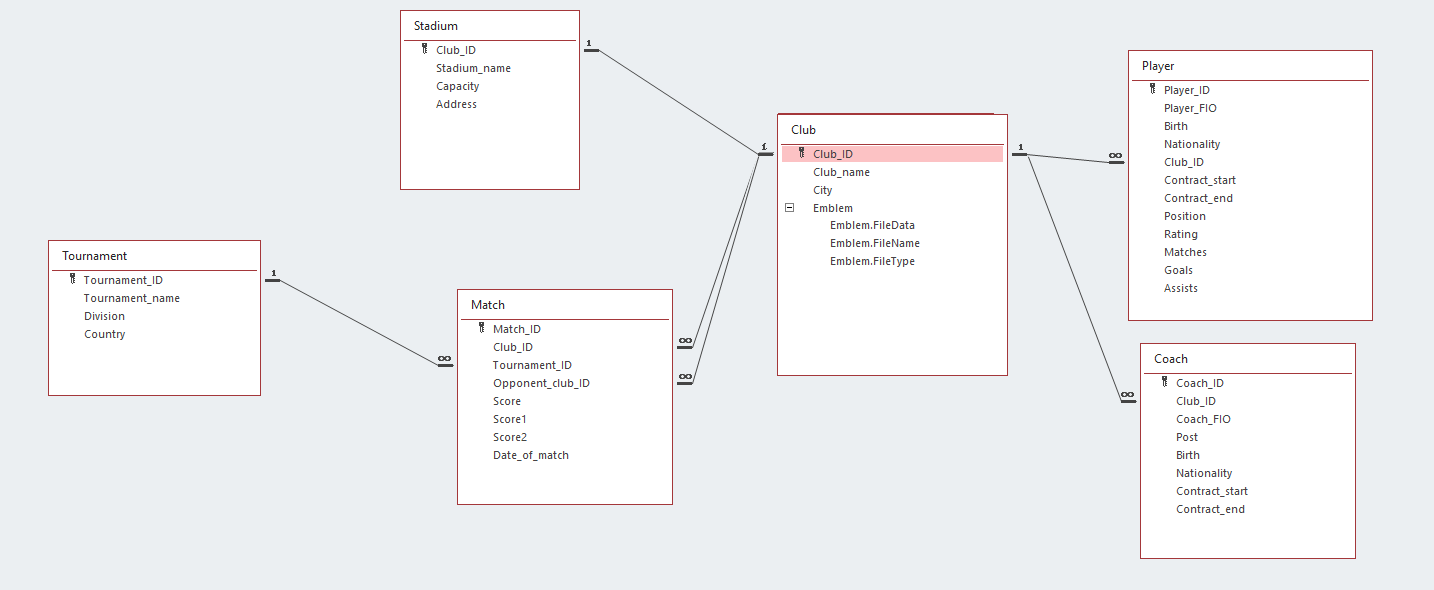 Stadium
Club_ID
Stadium_name
Capacity
Address
1
Tournament
Tournament_ID
Tournament_name
Division
Country
1
∞
Match
Match_ID
Club_ID
Tournament_ID
Opponent_club_ID
Score
Score1
Score2
Date_of_match
∞
∞
1
Club
Club_ID
Club_name
City
Emblem
Emblem.FileData
Emblem.FileName
Emblem.FileType
1
∞
Player
Player_ID
Player_FIO
Birth
Nationality
Club_ID
Contract_start
Contract_end
Position
Rating
Matches
Goals
Assists
∞
Coach
Coach_ID
Club_ID
Coach_FIO
Post
Birth
Nationality
Contract_start
Contract_end